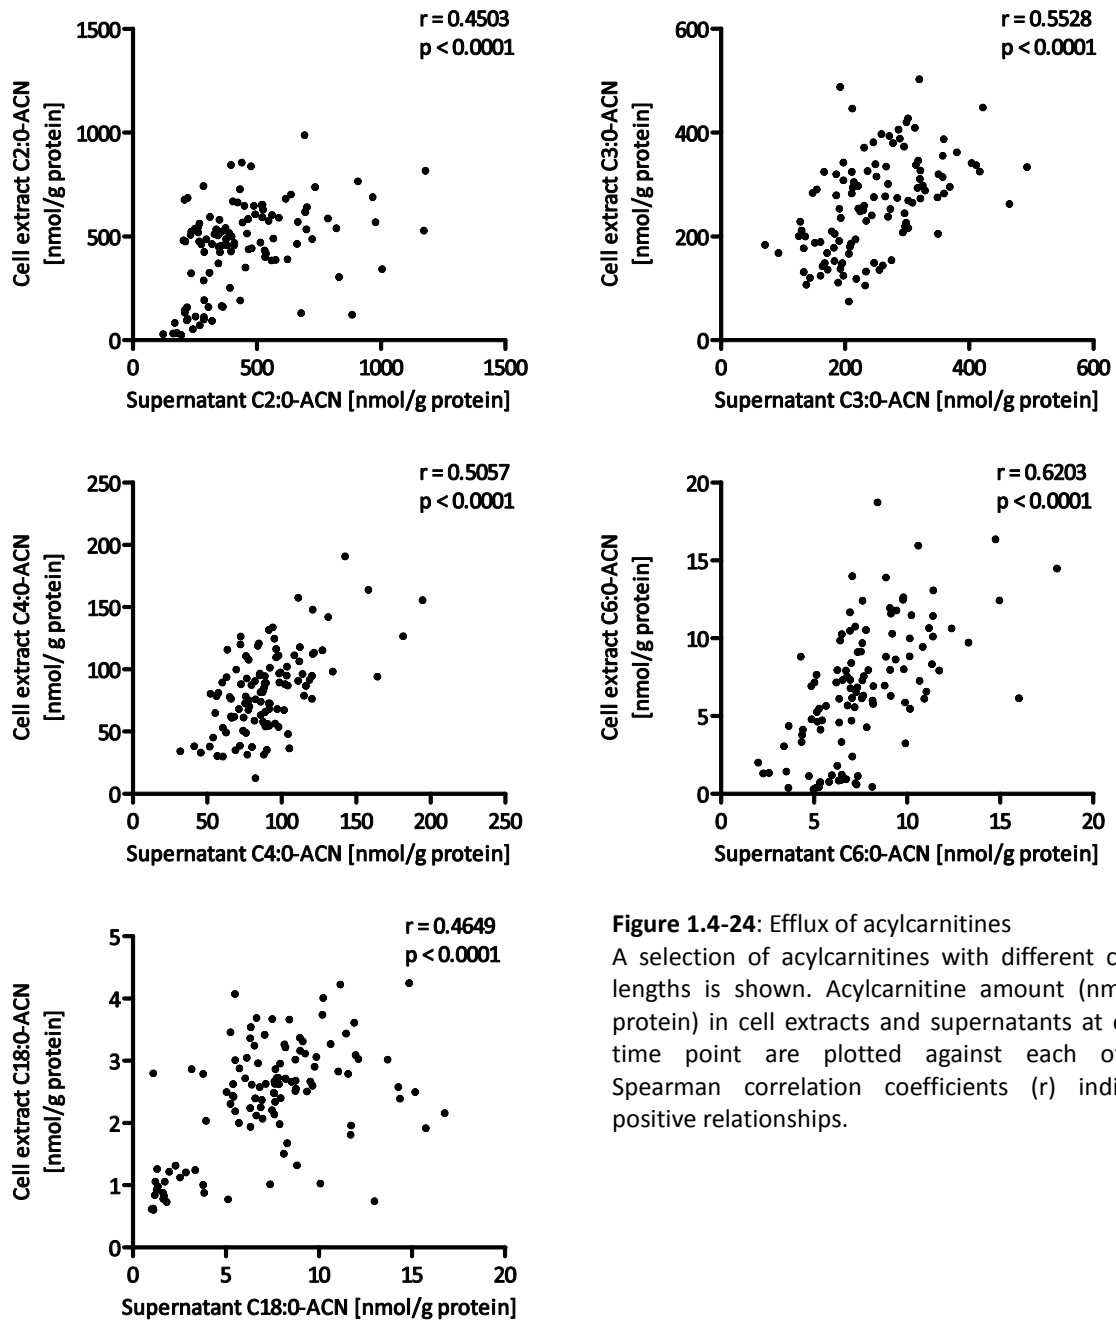 r = 0.4503
p < 0.0001
Cell extract C2:0-ACN
[nmol/g protein]
1500
1000
500
0
0 500 1000 1500
Supernatant C2:0-ACN [nmol/g protein]
r = 0.5528
p < 0.0001
Cell extract C3:0-ACN
[nmol/g protein]
600
400
200
0
0 200 400 600
Supernatant C3:0-ACN [nmol/g protein]
r = 0.5057
p < 0.0001
Cell extract C4:0-ACN
[nmol/ g protein]
250
200
150
100
50
0
0 50 100 150 200 250
Supernatant C4:0-ACN [nmol/g protein]
r = 0.6203
p < 0.0001
Cell extract C6:0-ACN
[nmol/g protein]
20
15
10
5
0
0 5 10 15 20
Supernatant C6:0-ACN [nmol/g protein]
r = 0.4649
p < 0.0001
Cell extract C18:0-ACN
[nmol/g protein]
5
4
3
2
1
0
0 5 10 15 20
Supernatant C18:0-ACN [nmol/g protein]
Figure 1.4-24: Efflux of acylcarnitines
A selection of acylcarnitines with different
lengths is shown. Acylcarnitine amount
protein) in cell extracts and supernatants at
time point are plotted against each
Spearman correlation coefficients (r)
positive relationships.